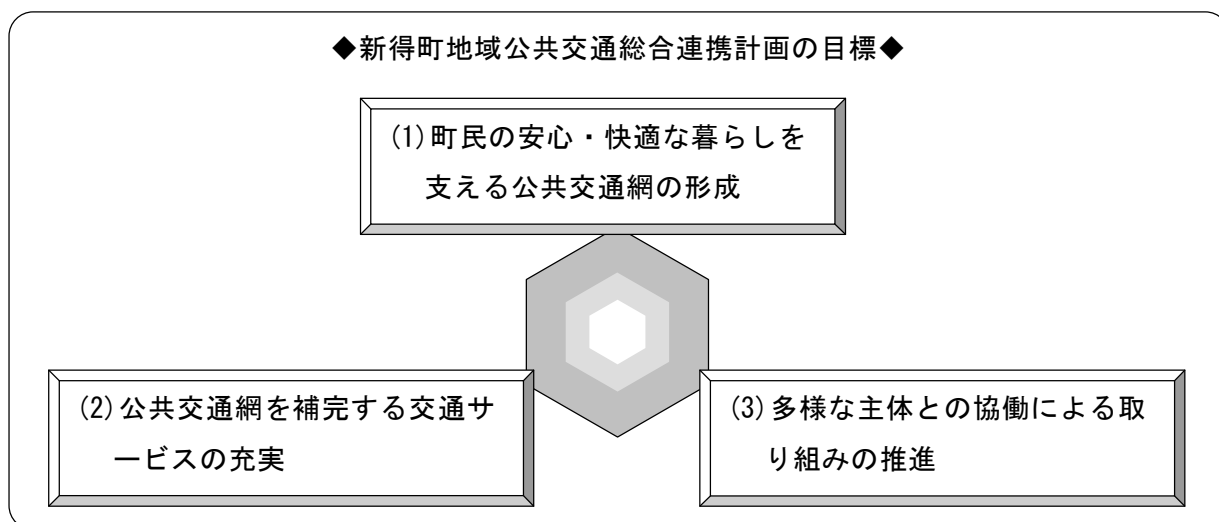 ◆新得町地域公共交通総合連携計画の目標◆
(1)町民の安心・快適な暮らしを
支える公共交通網の形成
(2)公共交通網を補完する交通サ
ービスの充実
(3)多様な主体との協働による取
り組みの推進